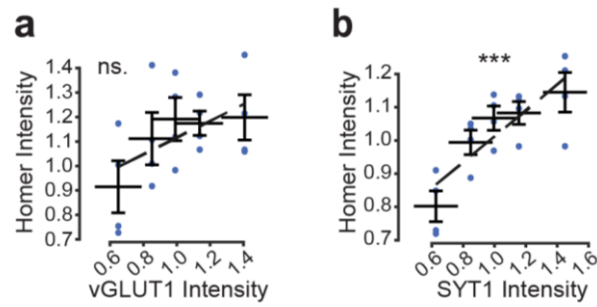 a
ns.
Homer Intensity
1.4
1.3
1.2
1.1
1.0
0.9
0.8
0.7
0.6 0.8 1.0 1.2 1.4
vGLUT1 Intensity
b
***
Homer Intensity
1.2
1.1
1.0
0.9
0.8
0.7
0.6 0.8 1.0 1.2 1.4 1.6
SYT1 Intensity